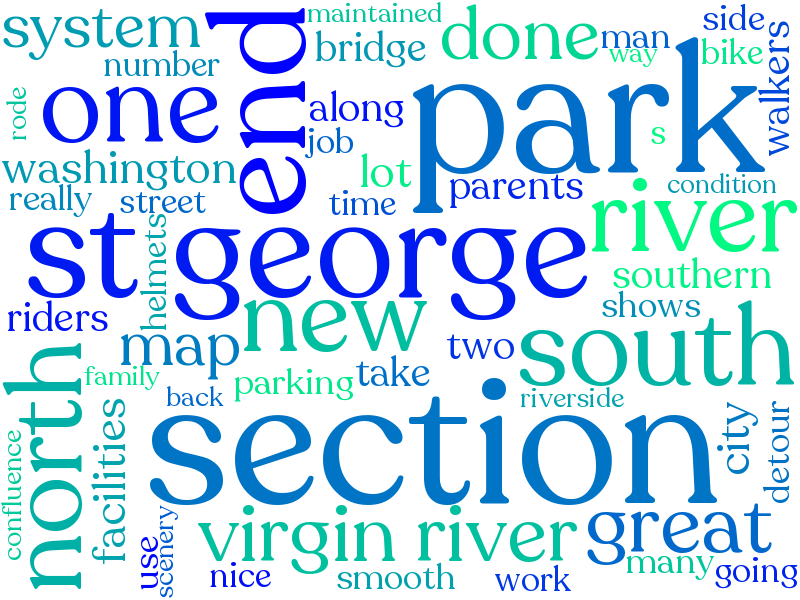 system
number
end
maintained
bridge
done
man
way
side
bike
walkers
rode
one
along
job
park
s
washington
really
street
lot
time
parents
condition
river
st george
helmets
southern
shows
riders
map
new
two
south
take
family
back
parking
riverside
north
facilities
confluence
section
city
detour
use
scenery
virgin river
great
nice
smooth
work
many
going